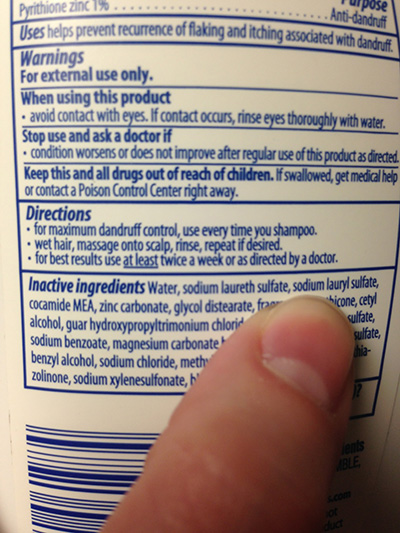 Pyrithione zinc 1% . . . . . . . . . . . . . . . . . . . . . . . . . . . . Anti-dandruff
Purpose
Uses helps prevent recurrence of flaking and itching associated with dandruff.
Warnings
For external use only.
When using this product
• avoid contact with eyes. If contact occurs, rinse eyes thoroughly with water.
Stop use and ask a doctor if
• condition worsens or does not improve after regular use of this product as directed.
Keep this and all drugs out of reach of children. If swallowed, get medical help
or contact a Poison Control Center right away.
Directions
• for maximum dandruff control, use every time you shampoo.
• wet hair, massage onto scalp, rinse, repeat if desired.
• for best results use at least twice a week or as directed by a doctor.
Inactive ingredients Water, sodium laureth sulfate, sodium lauryl sulfate,
cocamide MEA, zinc carbonate, glycol distearate, cetyl
alcohol, guar hydroxypropyltrimonium sulfate,
sodium benzoate, magnesium carbonate sulfate,
benzyl alcohol, sodium chloride,
zolinone, sodium xylenesulfonate,